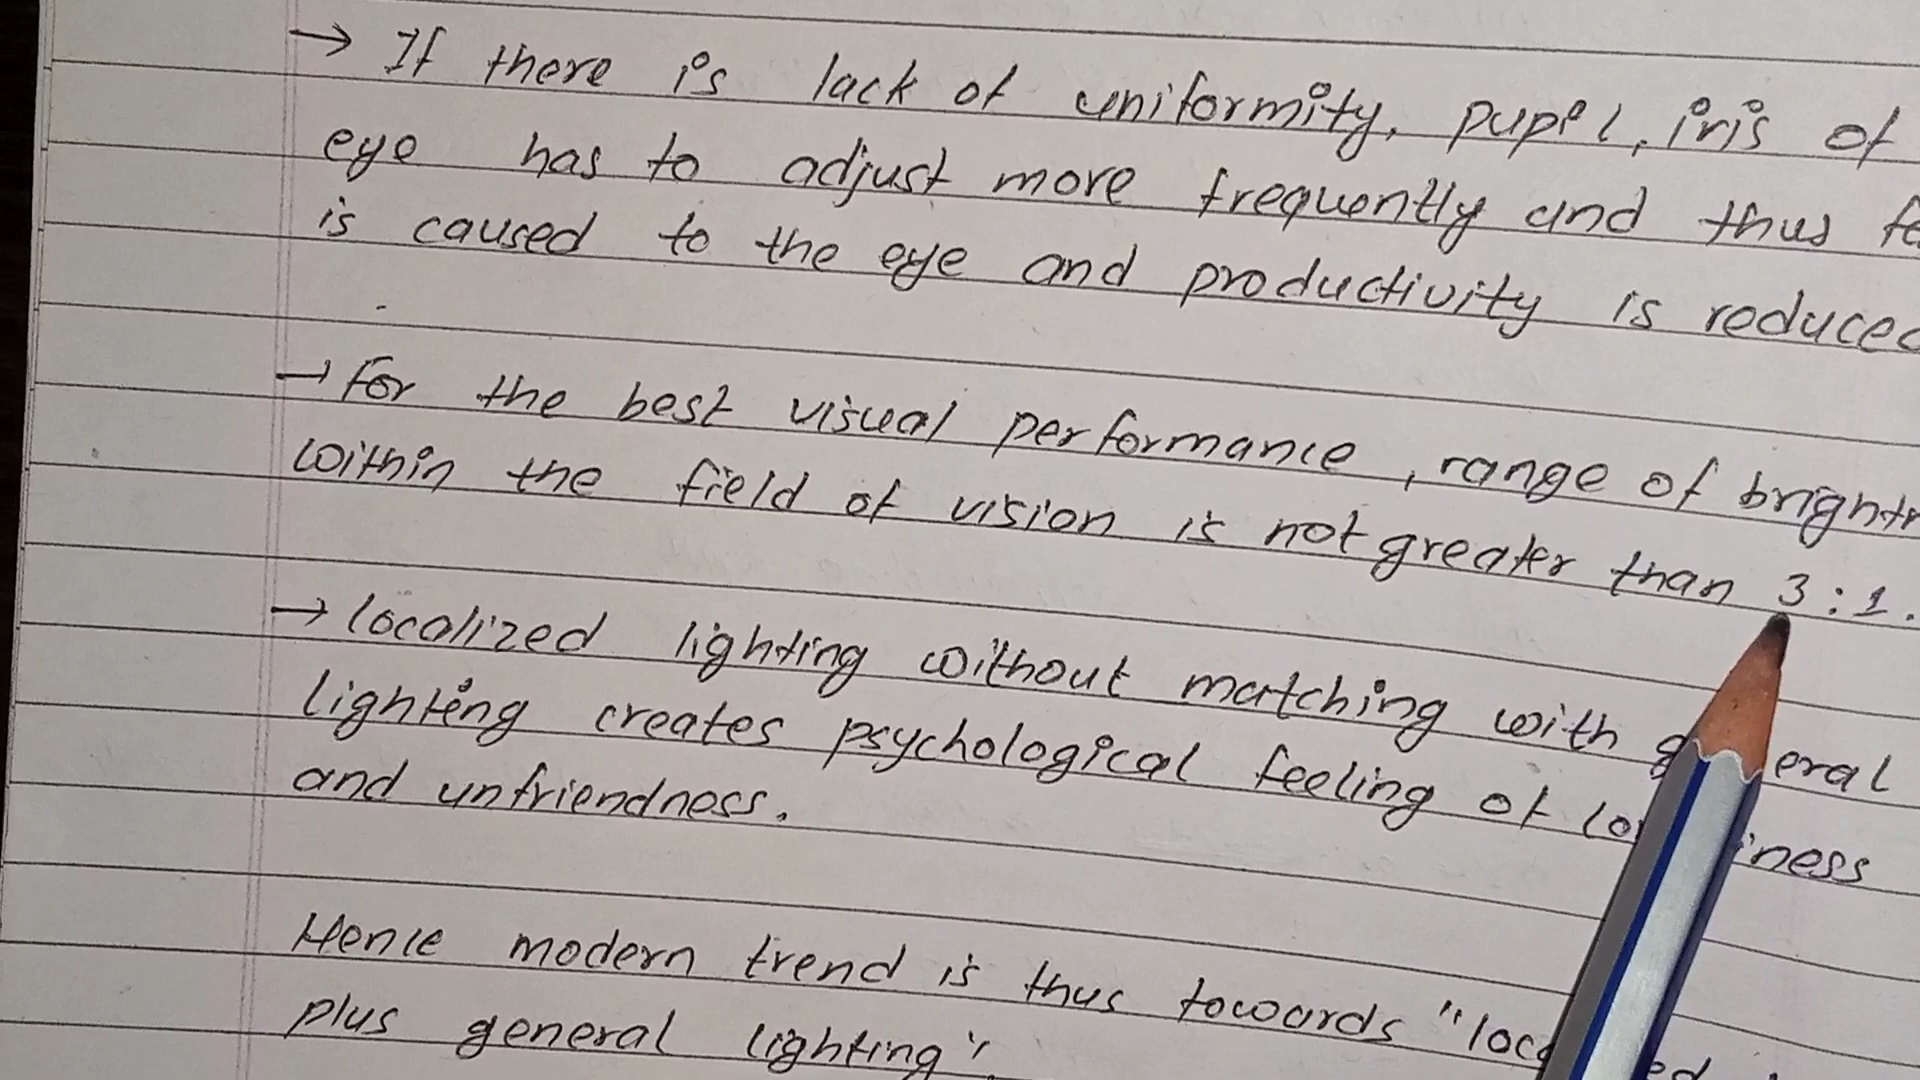 → If there is lack of uniformity, pupil, iris of
eye has to adjust more frequently and thus
is caused to the eye and productivity is reduced
→ For the best visual performance, range of
within the field of vision is not greater than 3:1.
→ localized lighting without matching with
lighting creates psychological feeling of
and unfriendness.
Hence modern trend is thus towards "
plus general lighting".